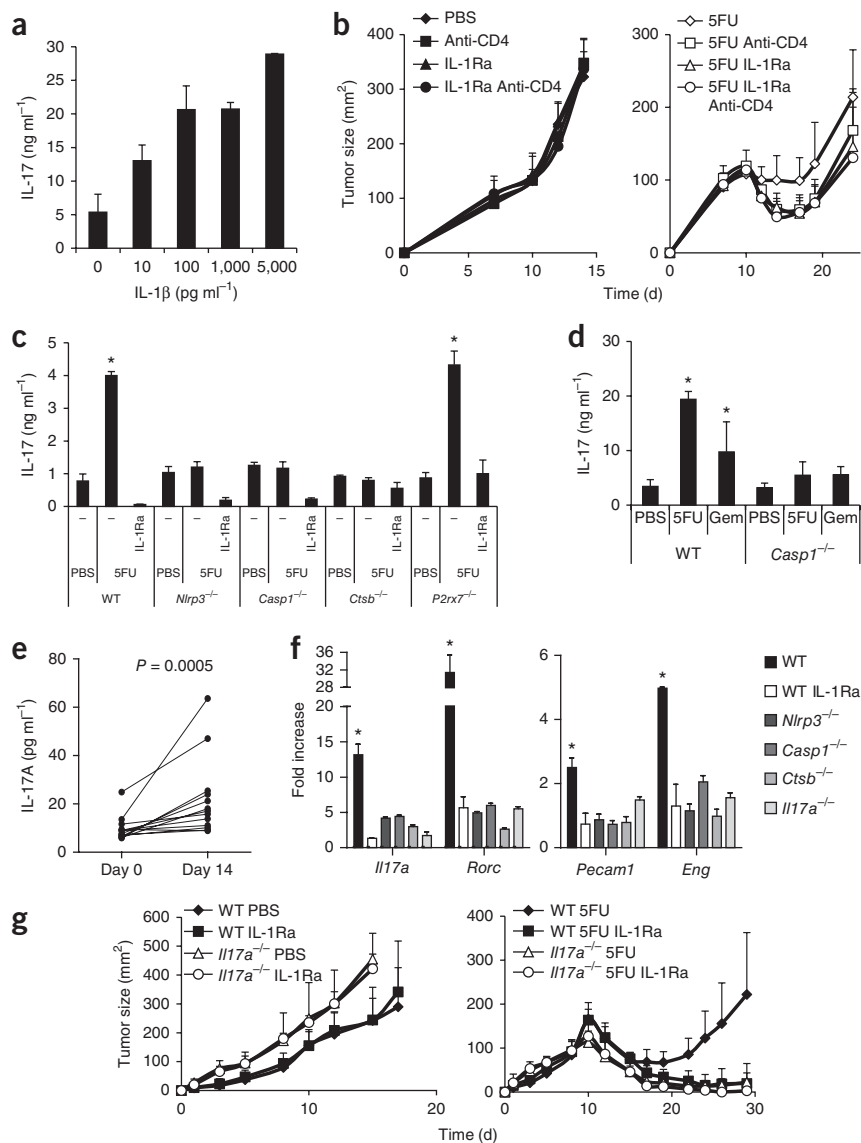 a
30
25
20
15
10
5
0
IL-17 (ng ml⁻¹)
0 10 100 1,000 5,000
IL-1β (pg ml⁻¹)
b
PBS
Anti-CD4
IL-1Ra
IL-1Ra Anti-CD4
400
300
200
100
0
Tumor size (mm²)
0 5 10 15
5FU
5FU Anti-CD4
5FU IL-1Ra
5FU IL-1Ra
Anti-CD4
300
200
100
0
0 10 20
Time (d)
c
5
4
3
2
1
0
IL-17 (ng ml⁻¹)
* *
– – IL-1Ra – – IL-1Ra – – IL-1Ra – – IL-1Ra – – IL-1Ra
PBS 5FU PBS 5FU PBS 5FU PBS 5FU PBS 5FU
WT Nlrp3⁻/⁻ Casp1⁻/⁻ Ctsb⁻/⁻ P2rx7⁻/⁻
d
30
20
10
0
IL-17 (ng ml⁻¹)
* *
PBS 5FU Gem PBS 5FU Gem
WT Casp1⁻/⁻
e
80
60
40
20
0
IL-17A (pg ml⁻¹)
P = 0.0005
Day 0 Day 14
f
36
32
28
20
15
10
5
0
Fold increase
* *
Il17a Rorc
6
4
2
0
* *
Pecam1 Eng
WT
WT IL-1Ra
Nlrp3⁻/⁻
Casp1⁻/⁻
Ctsb⁻/⁻
Il17a⁻/⁻
g
WT PBS
WT IL-1Ra
Il17a⁻/⁻ PBS
Il17a⁻/⁻ IL-1Ra
600
500
400
300
200
100
0
Tumor size (mm²)
0 10 20
WT 5FU
WT 5FU IL-1Ra
Il17a⁻/⁻ 5FU
Il17a⁻/⁻ 5FU IL-1Ra
400
300
200
100
0
0 10 20 30
Time (d)